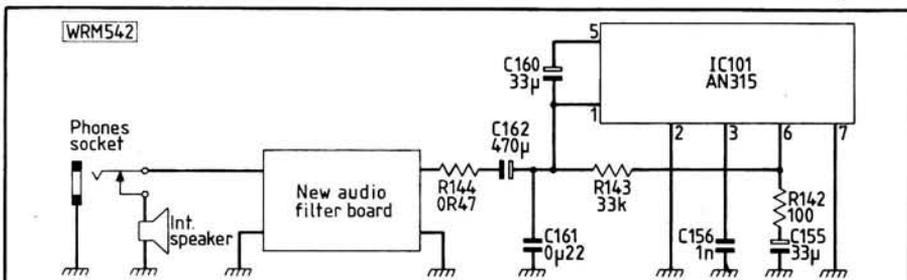 WRM542
5
C160
33µ
IC101
AN315
1
2
3
6
7
Phones
socket
C162
470µ
New audio
filter board
R144
0R47
R143
33k
R142
100
Int.
speaker
C161
0µ22
C156
1n
C155
33µ